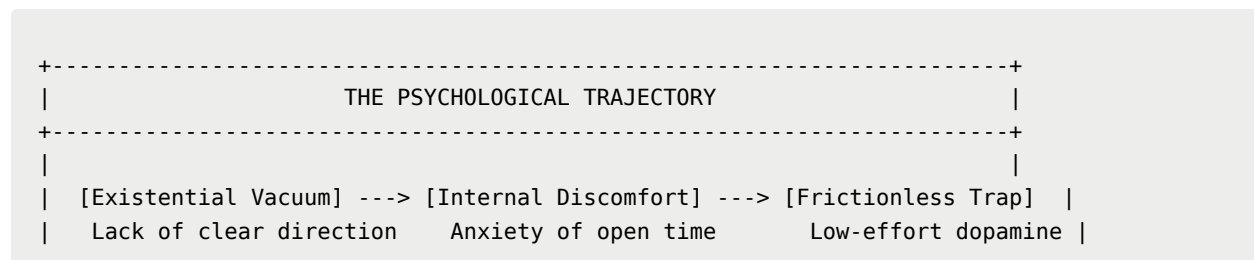 +-------------------------------------------------------------------------+
|                       THE PSYCHOLOGICAL TRAJECTORY                       |
+-------------------------------------------------------------------------+
|                                                                         |
|  [Existential Vacuum] ---> [Internal Discomfort] ---> [Frictionless Trap]  |
|   Lack of clear direction    Anxiety of open time       Low-effort dopamine |